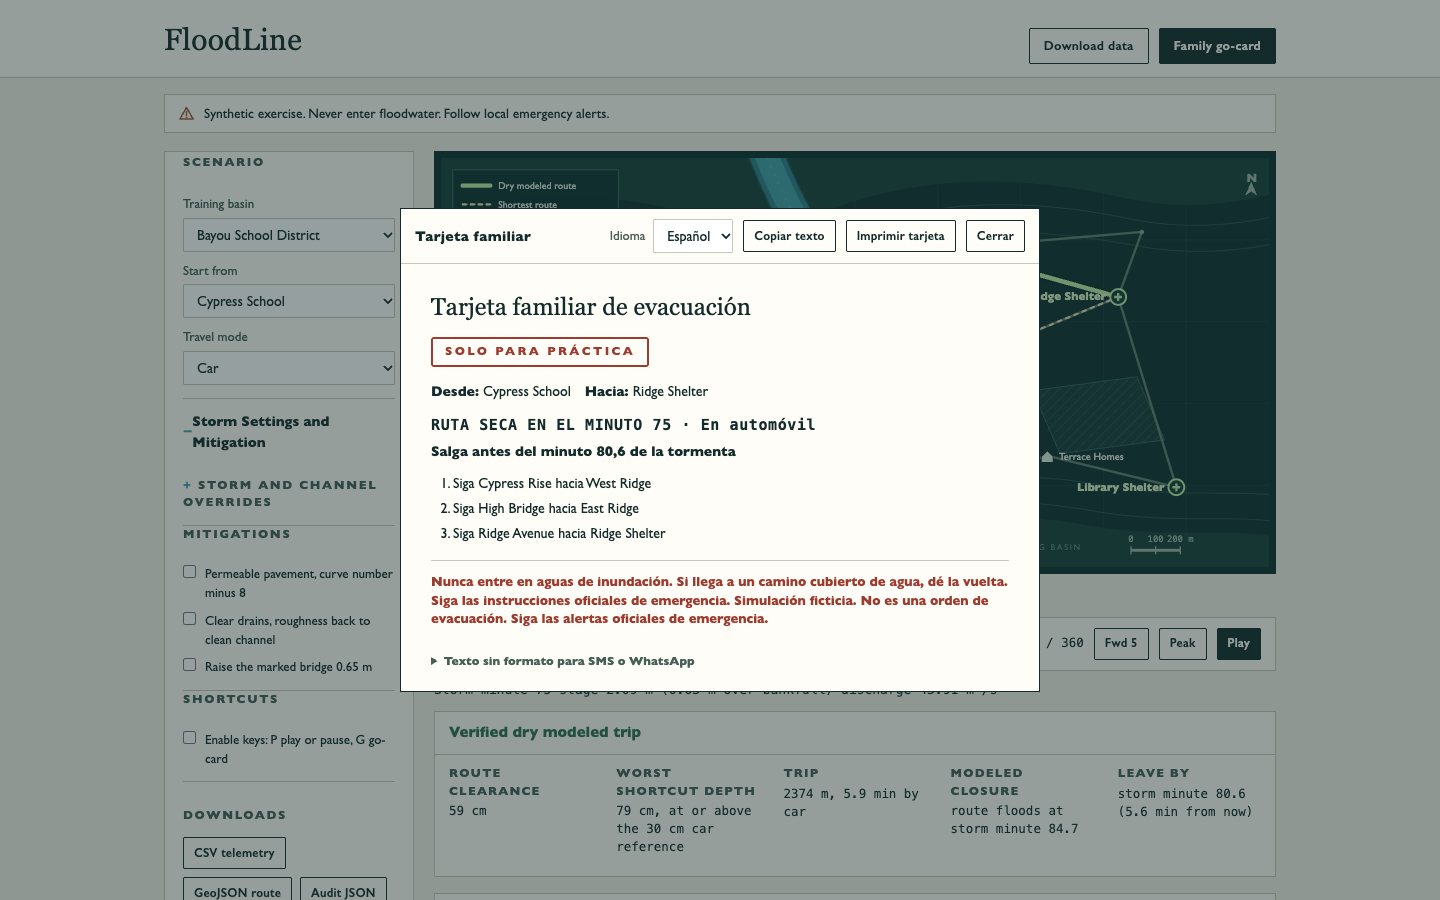 FloodLine
Download data
Family go-card
Synthetic exercise. Never enter floodwater. Follow local emergency alerts.
SCENARIO
Training basin
Bayou School District
Start from
Cypress School
Travel mode
Car
Storm Settings and
Mitigation
+ STORM AND CHANNEL
OVERRIDES
MITIGATIONS
Permeable pavement, curve number
minus 8
Clear drains, roughness back to
clean channel
Raise the marked bridge 0.65 m
SHORTCUTS
Enable keys: P play or pause, G go-
card
DOWNLOADS
CSV telemetry
GeoJSON route
Audit JSON
Dry modeled route
Shortest route
N
dge Shelter
Terrace Homes
Library Shelter
G BASIN
0 100 200 m
Tarjeta familiar
Idioma
Español
Copiar texto
Imprimir tarjeta
Cerrar
Tarjeta familiar de evacuación
SOLO PARA PRÁCTICA
Desde: Cypress School Hacia: Ridge Shelter
RUTA SECA EN EL MINUTO 75 · En automóvil
Salga antes del minuto 80,6 de la tormenta
1. Siga Cypress Rise hacia West Ridge
2. Siga High Bridge hacia East Ridge
3. Siga Ridge Avenue hacia Ridge Shelter
Nunca entre en aguas de inundación. Si llega a un camino cubierto de agua, dé la vuelta.
Siga las instrucciones oficiales de emergencia. Simulación ficticia. No es una orden de
evacuación. Siga las alertas oficiales de emergencia.
Texto sin formato para SMS o WhatsApp
/ 360
Fwd 5
Peak
Play
Verified dry modeled trip
ROUTE
CLEARANCE
59 cm
WORST
SHORTCUT DEPTH
79 cm, at or above
the 30 cm car
reference
TRIP
2374 m, 5.9 min by
car
MODELED
CLOSURE
route floods at
storm minute 84.7
LEAVE BY
storm minute 80.6
(5.6 min from now)